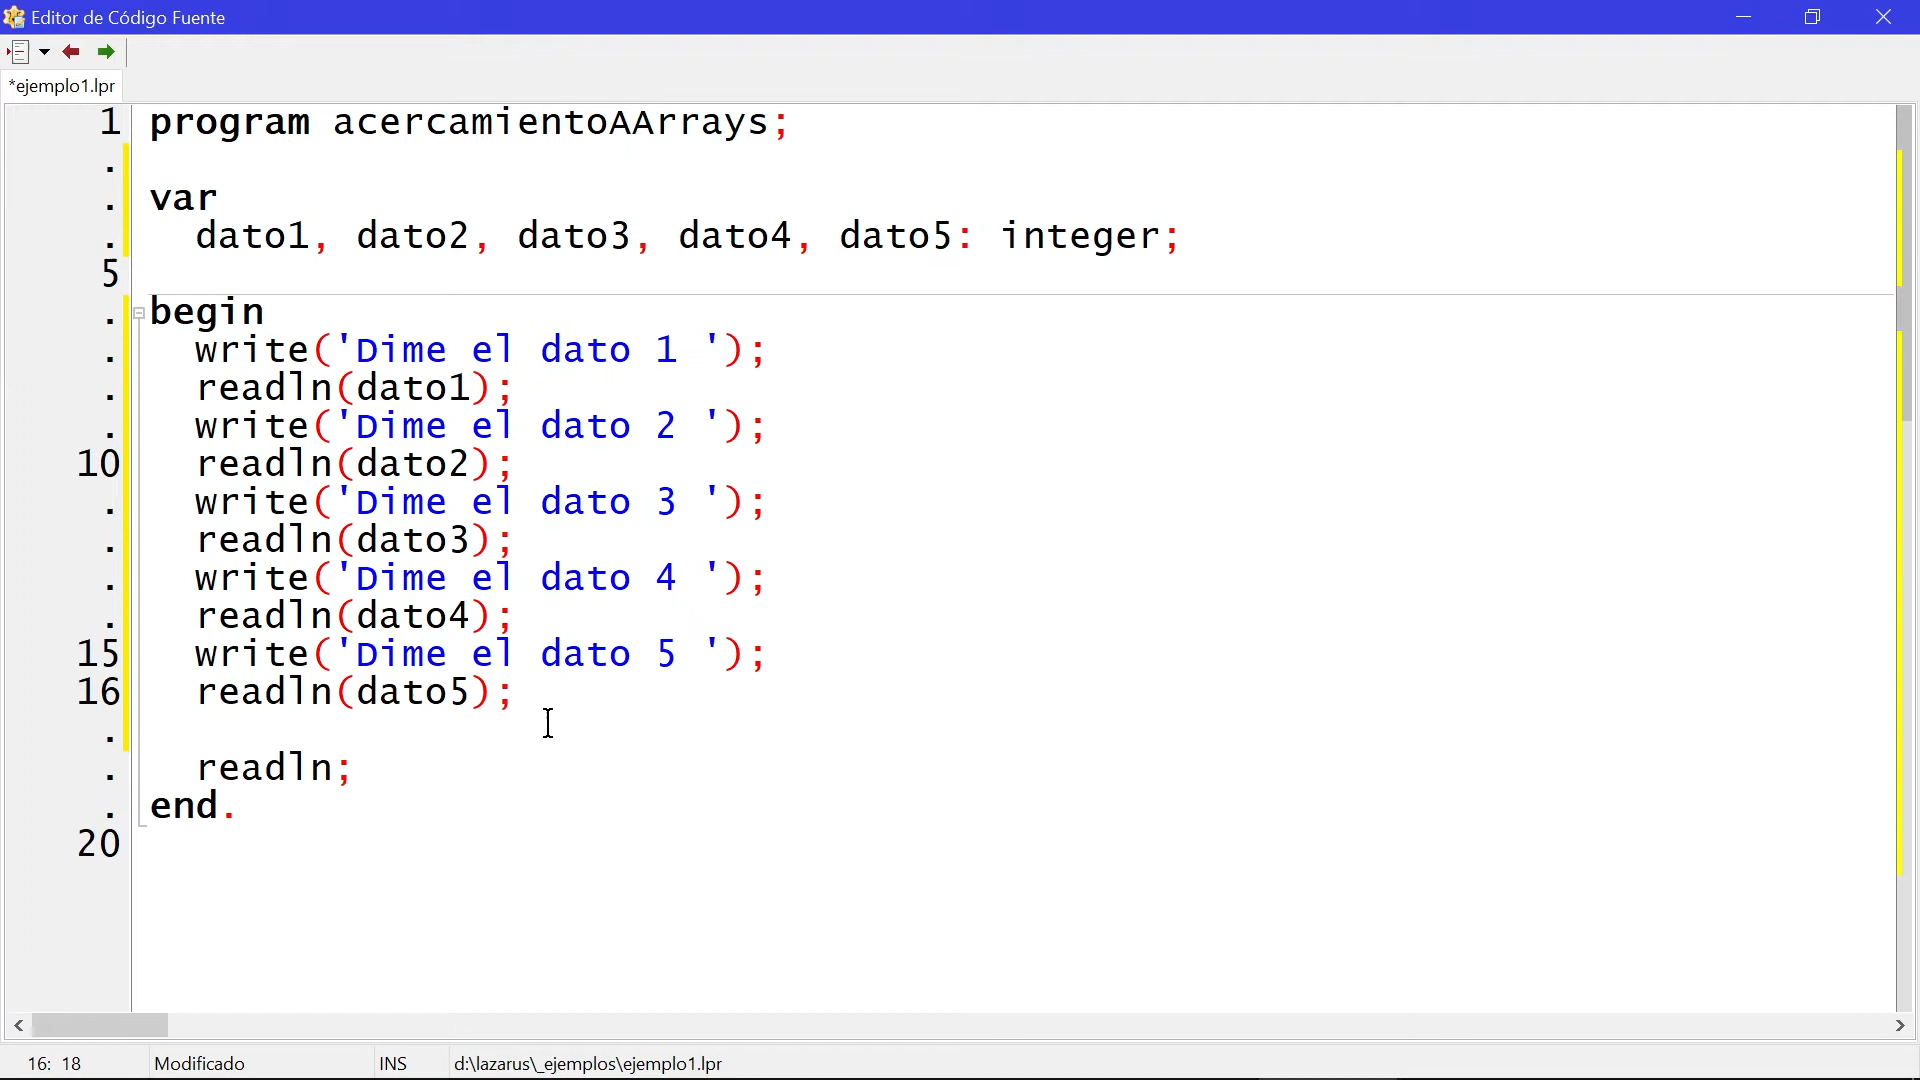 Editor de Código Fuente
*ejemplo1.lpr
1 program acercamientoAArrays;
.
. var
. dato1, dato2, dato3, dato4, dato5: integer;
5
. begin
. write('Dime el dato 1 ');
. readln(dato1);
. write('Dime el dato 2 ');
10 readln(dato2);
. write('Dime el dato 3 ');
. readln(dato3);
. write('Dime el dato 4 ');
. readln(dato4);
15 write('Dime el dato 5 ');
16 readln(dato5);
.
. readln;
. end.
20
16: 18 Modificado INS d:\lazarus\_ejemplos\ejemplo1.lpr